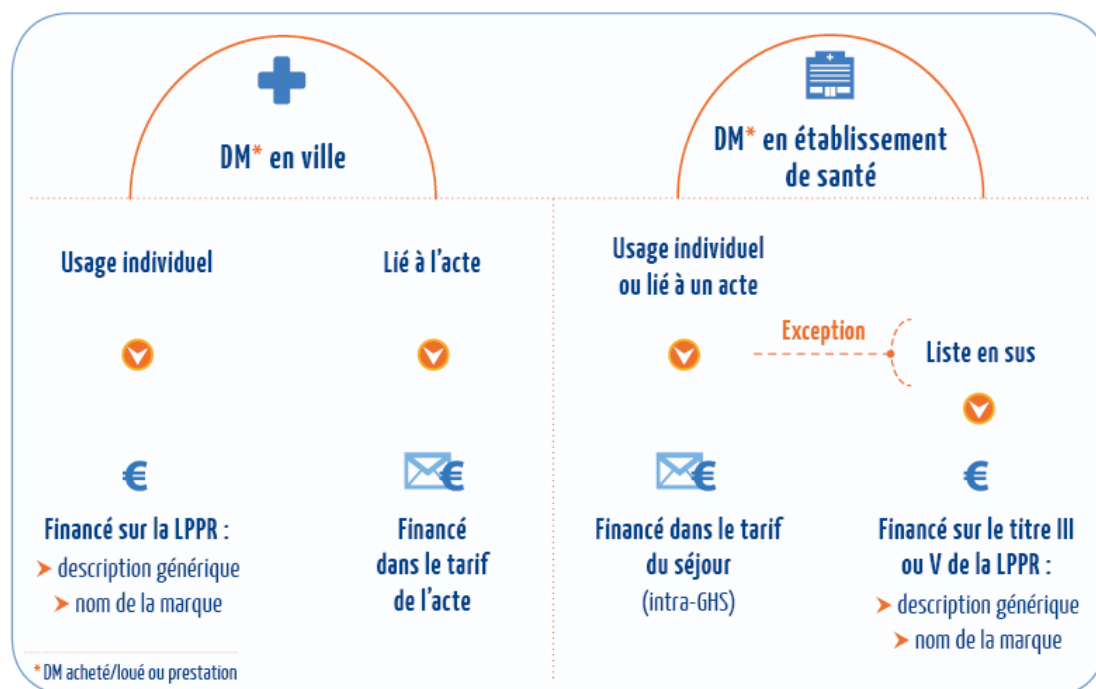 DM* en ville
Usage individuel
Lié à l'acte
€
Financé sur la LPPR :
description générique
nom de la marque
€
Financé
dans le tarif
de l'acte
* DM acheté/loué ou prestation
DM* en établissement
de santé
Usage individuel
ou lié à un acte
Exception
Liste en sus
€
Financé dans le tarif
du séjour
(intra-GHS)
€
Financé sur le titre III
ou V de la LPPR :
description générique
nom de la marque